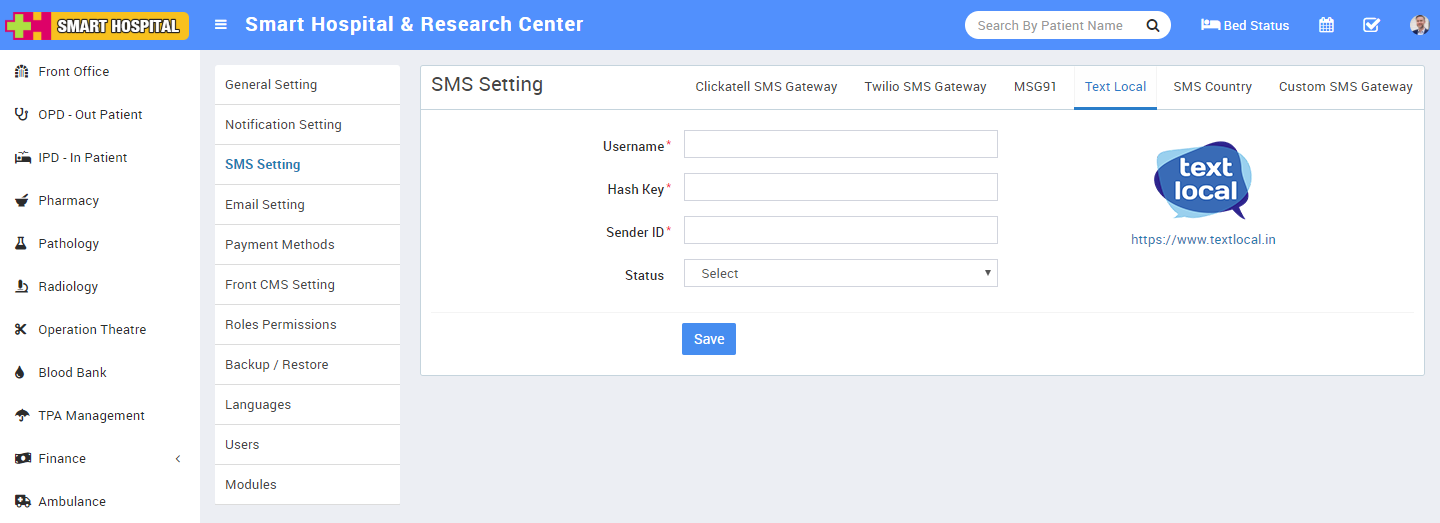 SMART HOSPITAL
Smart Hospital & Research Center
Search By Patient Name
Bed Status
Front Office
OPD - Out Patient
IPD - In Patient
Pharmacy
Pathology
Radiology
Operation Theatre
Blood Bank
TPA Management
Finance
Ambulance
General Setting
Notification Setting
SMS Setting
Email Setting
Payment Methods
Front CMS Setting
Roles Permissions
Backup / Restore
Languages
Users
Modules
SMS Setting
Clickatell SMS Gateway
Twilio SMS Gateway
MSG91
Text Local
SMS Country
Custom SMS Gateway
Username *
Hash Key *
Sender ID *
Status
Select
Save
text
local
https://www.textlocal.in